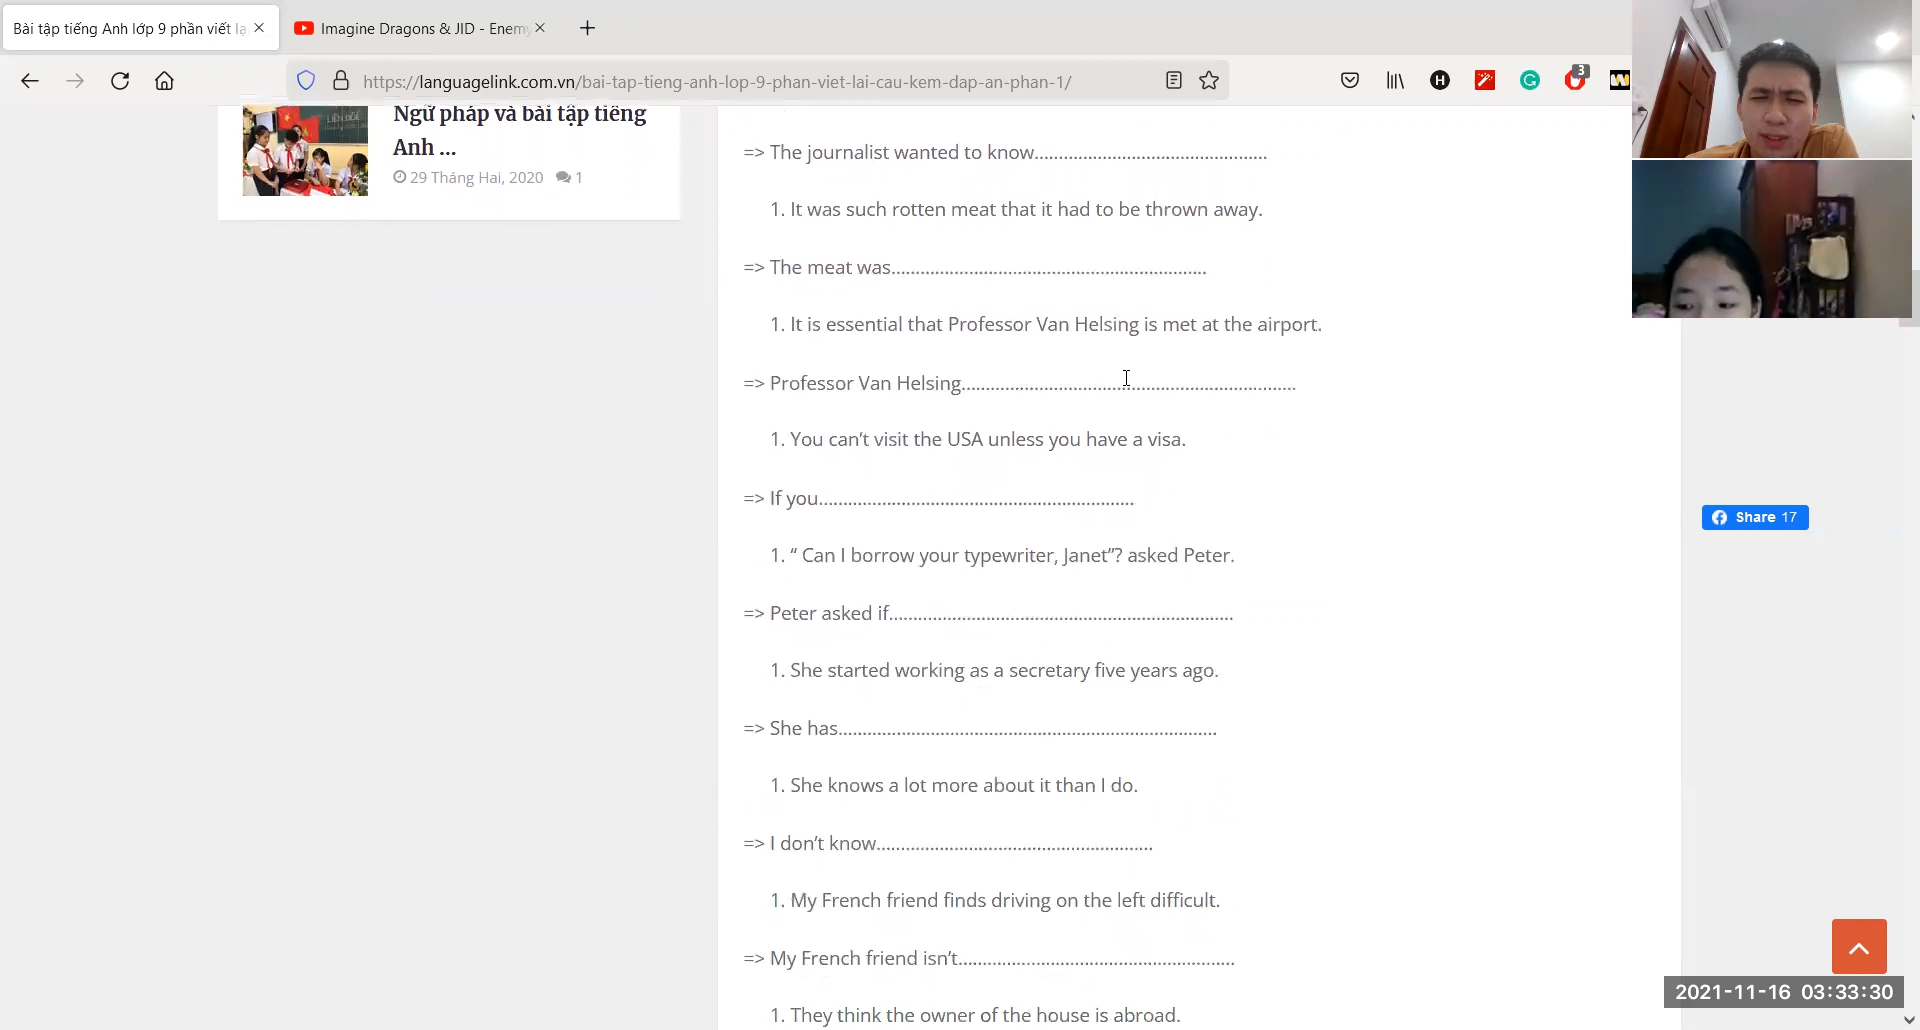 Bài tập tiếng Anh lớp 9 phần viết lạ
Imagine Dragons & JID - Enemy
https://languagelink.com.vn/bai-tap-tieng-anh-lop-9-phan-viet-lai-cau-kem-dap-an-phan-1/
3
Ngữ pháp và bài tập tiếng
Anh ...
29 Tháng Hai, 2020 1
=> The journalist wanted to know................................................
1. It was such rotten meat that it had to be thrown away.
=> The meat was.................................................................
1. It is essential that Professor Van Helsing is met at the airport.
=> Professor Van Helsing.....................................................................
1. You can’t visit the USA unless you have a visa.
=> If you.................................................................
Share 17
1. “ Can I borrow your typewriter, Janet”? asked Peter.
=> Peter asked if.......................................................................
1. She started working as a secretary five years ago.
=> She has..............................................................................
1. She knows a lot more about it than I do.
=> I don’t know.........................................................
1. My French friend finds driving on the left difficult.
=> My French friend isn’t.........................................................
1. They think the owner of the house is abroad.
2021-11-16 03:33:30